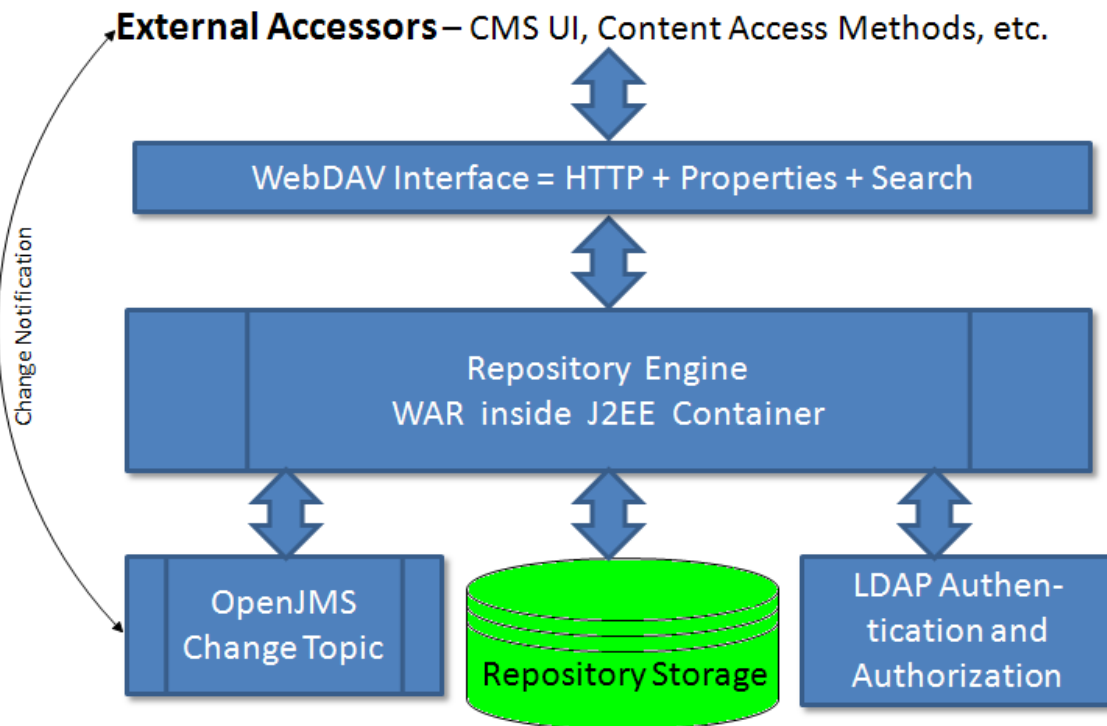 External Accessors – CMS UI, Content Access Methods, etc.
WebDAV Interface = HTTP + Properties + Search
Change Notification
Repository Engine
WAR inside J2EE Container
OpenJMS
Change Topic
Repository Storage
LDAP Authen-
tication and
Authorization